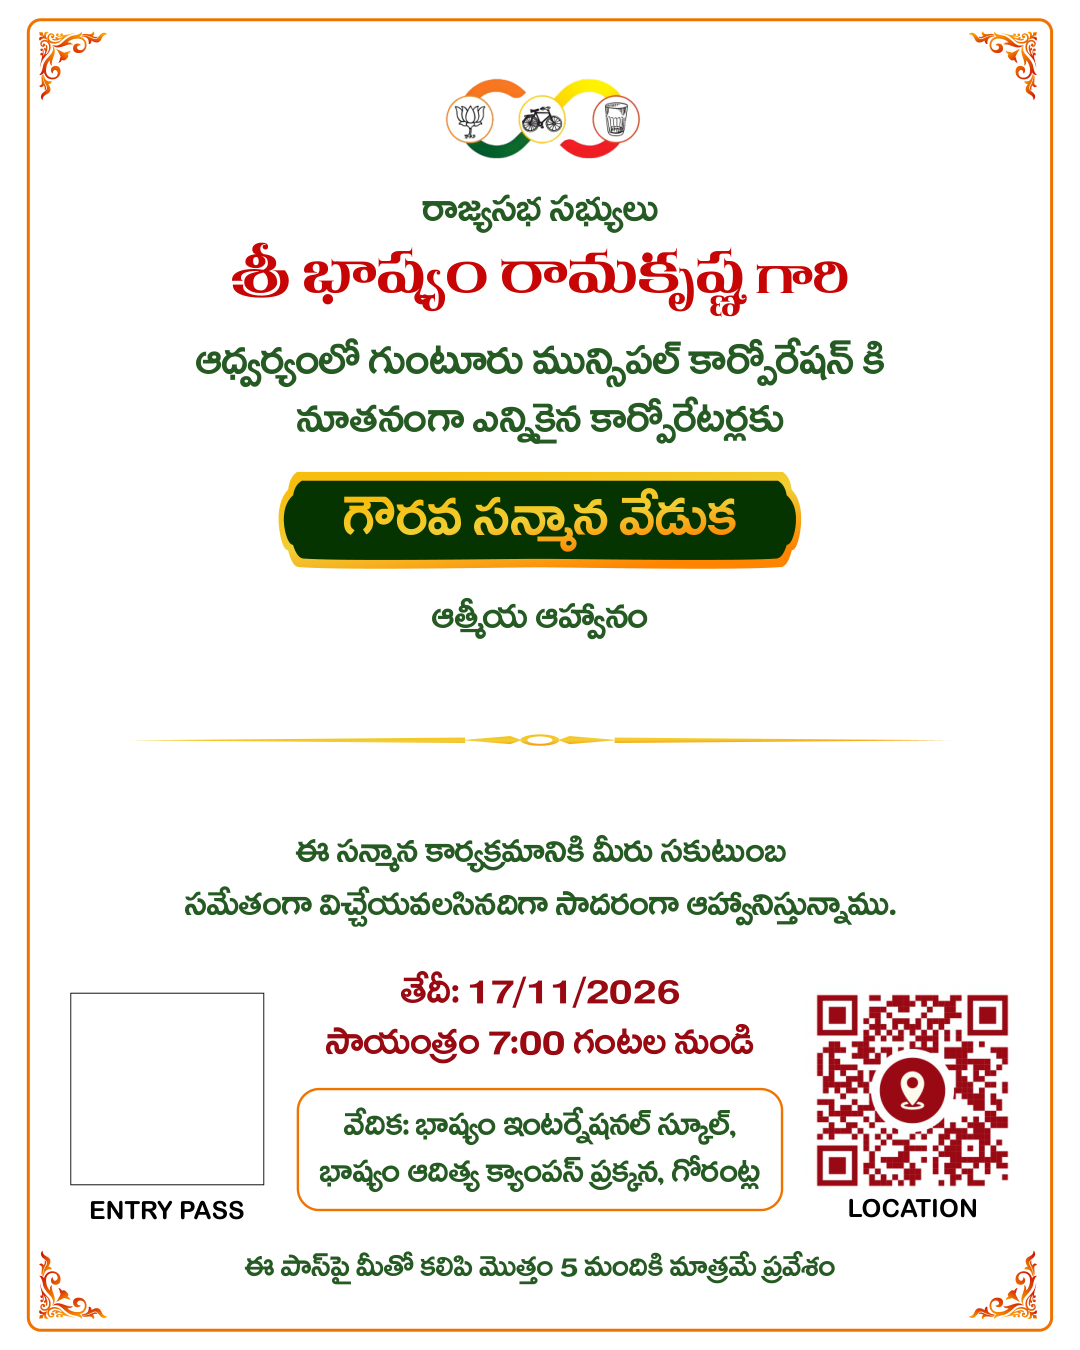 రాజ్యసభ సభ్యులు
శ్రీ భాష్యం రామకృష్ణ గారి
ఆధ్వర్యంలో గుంటూరు మున్సిపల్ కార్పోరేషన్ కి
నూతనంగా ఎన్నికైన కార్పోరేటర్లకు
గౌరవ సన్మాన వేడుక
ఆత్మీయ ఆహ్వానం
ఈ సన్మాన కార్యక్రమానికి మీరు సకుటుంబ
సమేతంగా విచ్చేయవలసినదిగా సాదరంగా ఆహ్వానిస్తున్నాము.
తేదీ: 17/11/2026
సాయంత్రం 7:00 గంటల నుండి
వేదిక: భాష్యం ఇంటర్నేషనల్ స్కూల్,
భాష్యం ఆదిత్య క్యాంపస్ ప్రక్కన, గోరంట్ల
ENTRY PASS
LOCATION
ఈ పాస్‌పై మీతో కలిపి మొత్తం 5 మందికి మాత్రమే ప్రవేశం